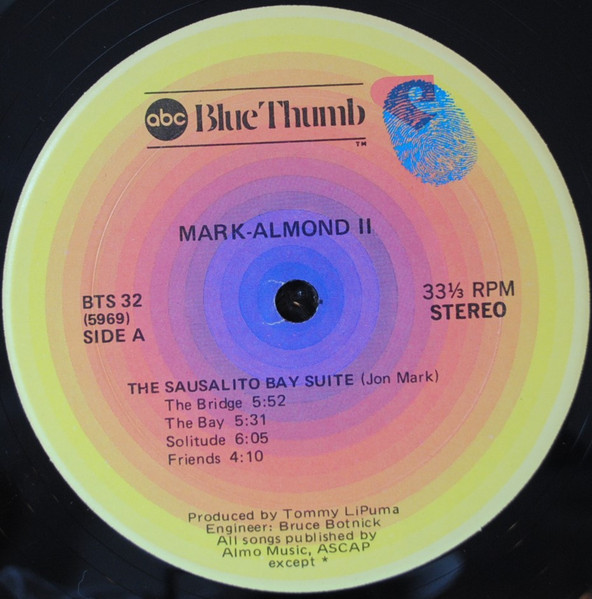 abc Blue Thumb
TM
MARK-ALMOND II
BTS 32
(5969)
SIDE A
33⅓ RPM
STEREO
THE SAUSALITO BAY SUITE (Jon Mark)
The Bridge 5:52
The Bay 5:31
Solitude 6:05
Friends 4:10
Produced by Tommy LiPuma
Engineer: Bruce Botnick
All songs published by
Almo Music, ASCAP
except *